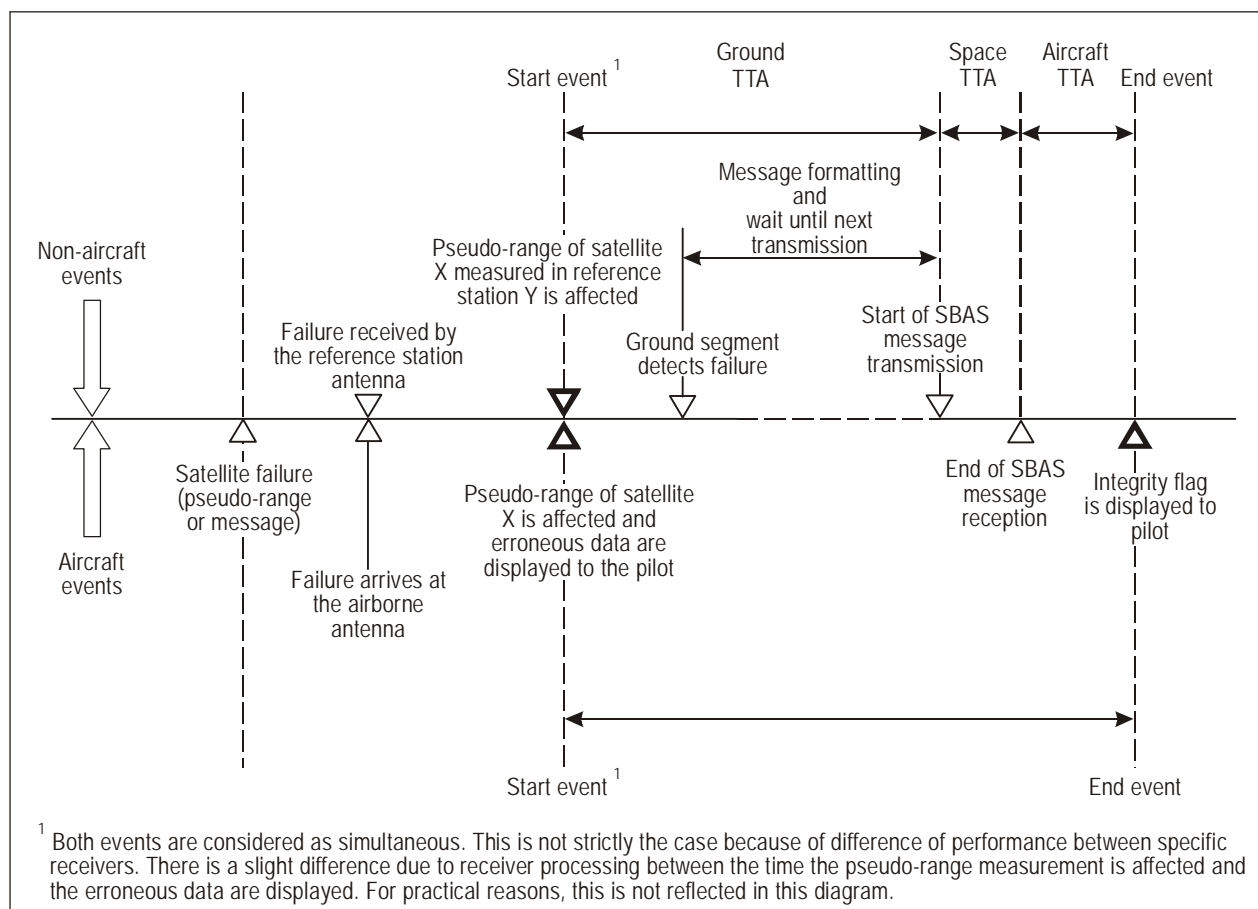 Start event 1
Ground
TTA
Space
TTA
Aircraft
TTA
End event
Message formatting
and
wait until next
transmission
Non-aircraft
events
Pseudo-range of satellite
X measured in reference
station Y is affected
Failure received by
the reference station
antenna
Ground segment
detects failure
Start of SBAS
message
transmission
Satellite failure
(pseudo-range
or message)
Aircraft
events
Failure arrives at
the airborne
antenna
Pseudo-range of satellite
X is affected and
erroneous data are
displayed to the pilot
End of SBAS
message
reception
Integrity flag
is displayed to
pilot
Start event 1
End event
1 Both events are considered as simultaneous. This is not strictly the case because of difference of performance between specific
receivers. There is a slight difference due to receiver processing between the time the pseudo-range measurement is affected and
the erroneous data are displayed. For practical reasons, this is not reflected in this diagram.